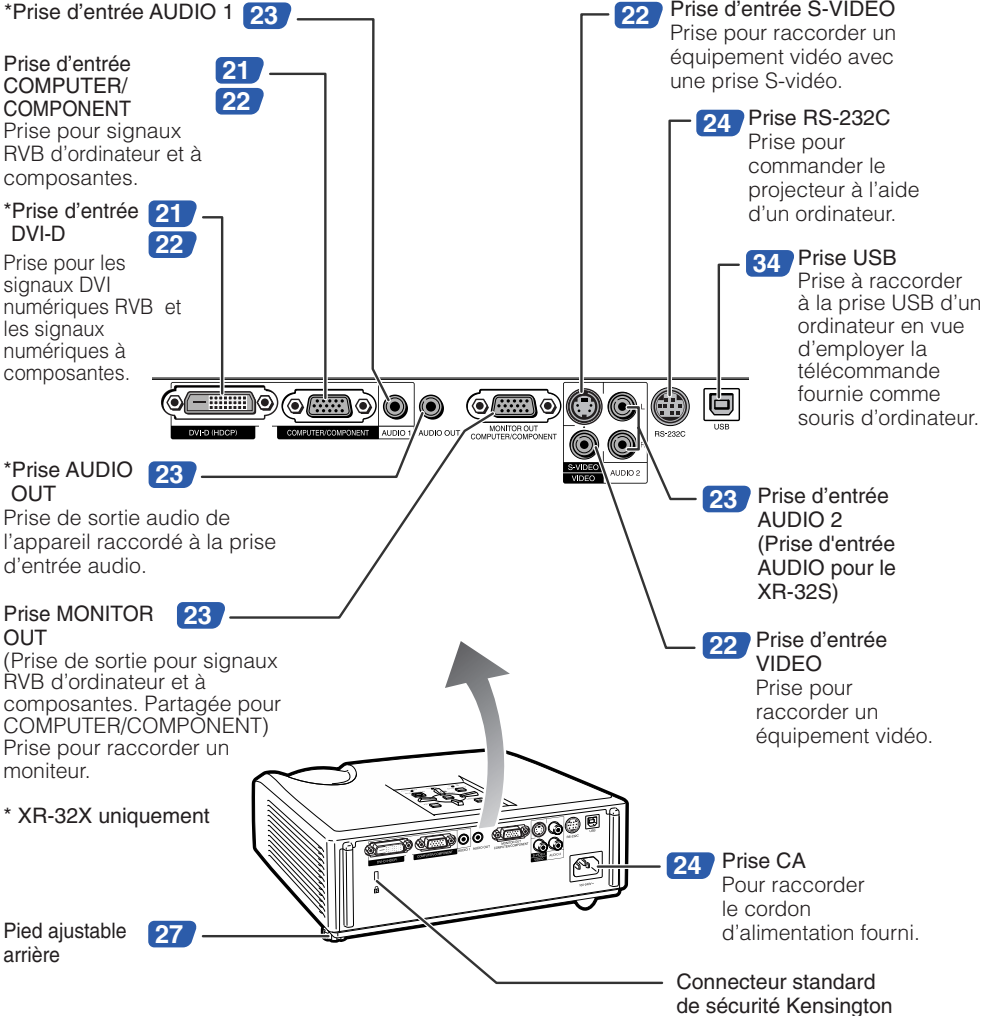 *Prise d'entrée AUDIO 1 23
Prise d'entrée
COMPUTER/
COMPONENT
21
22
Prise pour signaux
RVB d'ordinateur et à
composantes.
*Prise d'entrée
DVI-D
21
22
Prise pour les
signaux DVI
numériques RVB et
les signaux
numériques à
composantes.
22 Prise d'entrée S-VIDEO
Prise pour raccorder un
équipement vidéo avec
une prise S-vidéo.
24 Prise RS-232C
Prise pour
commander le
projecteur à l'aide
d'un ordinateur.
34 Prise USB
Prise à raccorder
à la prise USB d'un
ordinateur en vue
d'employer la
télécommande
fournie comme
souris d'ordinateur.
DVI-D (HDCP)
COMPUTER/COMPONENT
AUDIO 1
AUDIO OUT
MONITOR OUT
COMPUTER/COMPONENT
S-VIDEO
VIDEO
L
R
AUDIO 2
RS-232C
USB
*Prise AUDIO
OUT
23
Prise de sortie audio de
l'appareil raccordé à la prise
d'entrée audio.
Prise MONITOR
OUT
23
(Prise de sortie pour signaux
RVB d'ordinateur et à
composantes. Partagée pour
COMPUTER/COMPONENT)
Prise pour raccorder un
moniteur.
* XR-32X uniquement
23 Prise d'entrée
AUDIO 2
(Prise d'entrée
AUDIO pour le
XR-32S)
22 Prise d'entrée
VIDEO
Prise pour
raccorder un
équipement vidéo.
24 Prise CA
Pour raccorder
le cordon
d'alimentation fourni.
Pied ajustable
arrière
27
Connecteur standard
de sécurité Kensington